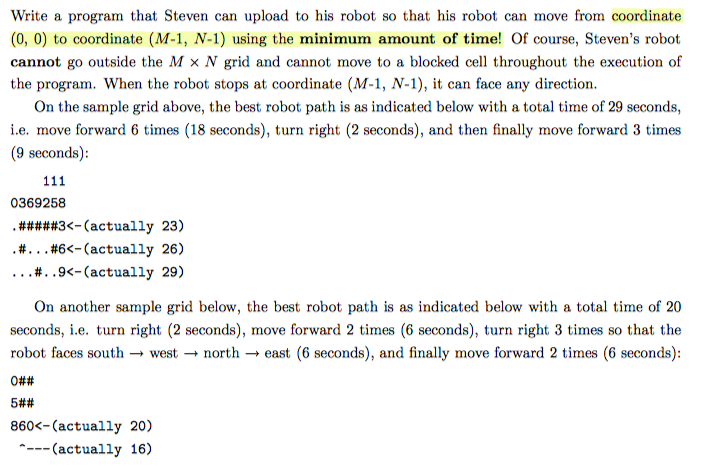 Write a program that Steven can upload to his robot so that his robot can move from coordinate
(0, 0) to coordinate (M-1, N-1) using the minimum amount of time! Of course, Steven's robot
cannot go outside the M × N grid and cannot move to a blocked cell throughout the execution of
the program. When the robot stops at coordinate (M-1, N-1), it can face any direction.
On the sample grid above, the best robot path is as indicated below with a total time of 29 seconds,
i.e. move forward 6 times (18 seconds), turn right (2 seconds), and then finally move forward 3 times
(9 seconds):
111
0369258
.#####3<-(actually 23)
.#...#6<-(actually 26)
...#..9<-(actually 29)
On another sample grid below, the best robot path is as indicated below with a total time of 20
seconds, i.e. turn right (2 seconds), move forward 2 times (6 seconds), turn right 3 times so that the
robot faces south → west → north → east (6 seconds), and finally move forward 2 times (6 seconds):
0##
5##
860<-(actually 20)
^---(actually 16)